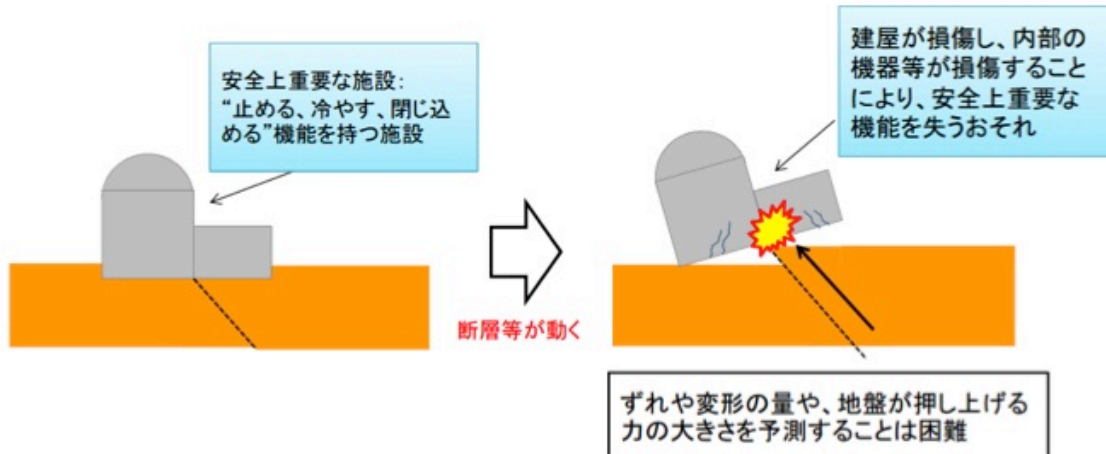 安全上重要な施設：
“止める、冷やす、閉じ込
める”機能を持つ施設
断層等が動く
建屋が損傷し、内部の
機器等が損傷すること
により、安全上重要な
機能を失うおそれ
ずれや変形の量や、地盤が押し上げる
力の大きさを予測することは困難